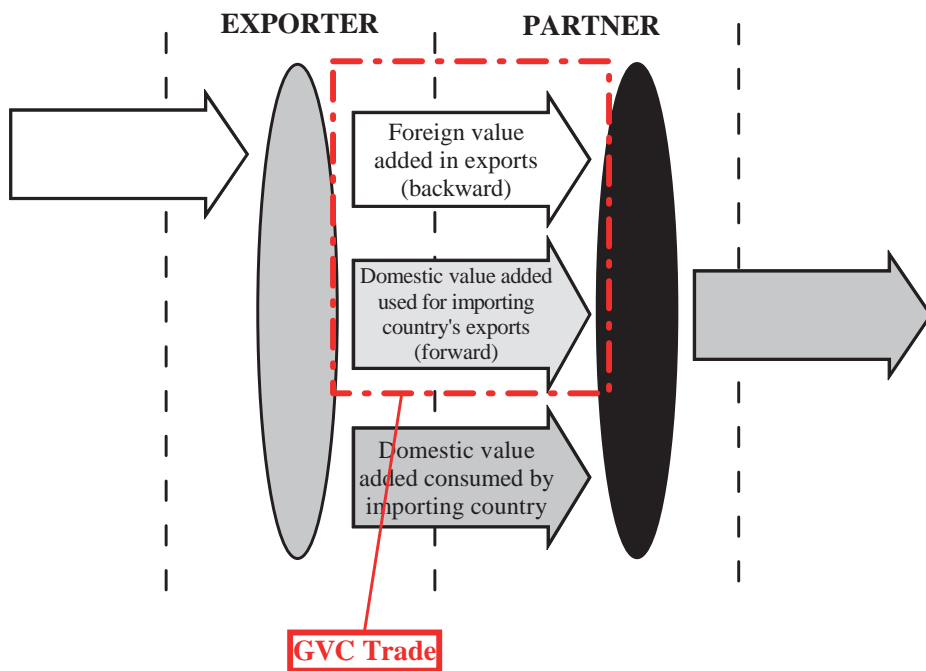 EXPORTER
PARTNER
Foreign value
added in exports
(backward)
Domestic value added
used for importing
country's exports
(forward)
Domestic value
added consumed by
importing country
GVC Trade